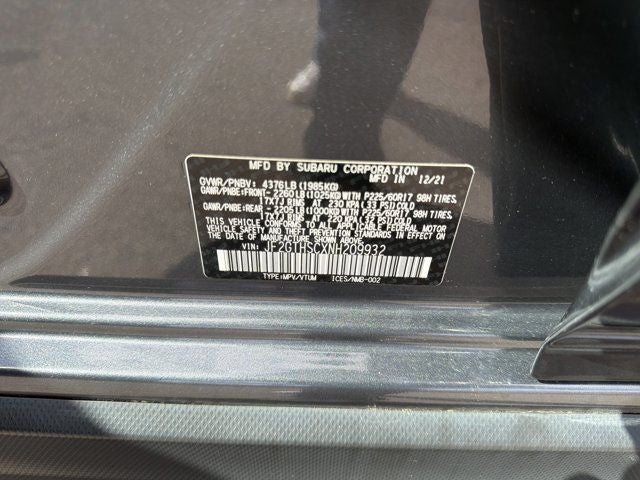 MFD BY SUBARU CORPORATION
MFD IN 12/21
GVWR/PNBV: 4376LB(1985KG)
GAWR/PNBE:FRONT- 2260LB(1025KG)WITH P225/60R17 98H TIRES,
7X7J RIMS AT 230 KPA(33 PSI)COLD
GAWR/PNBE:REAR - 2205LB(1000KG)WITH P225/60R17 98H TIRES,
7X7J RIMS AT 220 KPA(32 PSI)COLD
THIS VEHICLE CONFORMS TO ALL APPLICABLE FEDERAL MOTOR
VEHICLE SAFETY, BUMPER, AND THEFT PREVENTION
STANDARDS IN EFFECT ON THE DATE OF MANUFACTURE SHOWN ABOVE.
VIN: JF2GTHSCXNH209932
TYPE:MPV/VTUM ICES/NMB-002